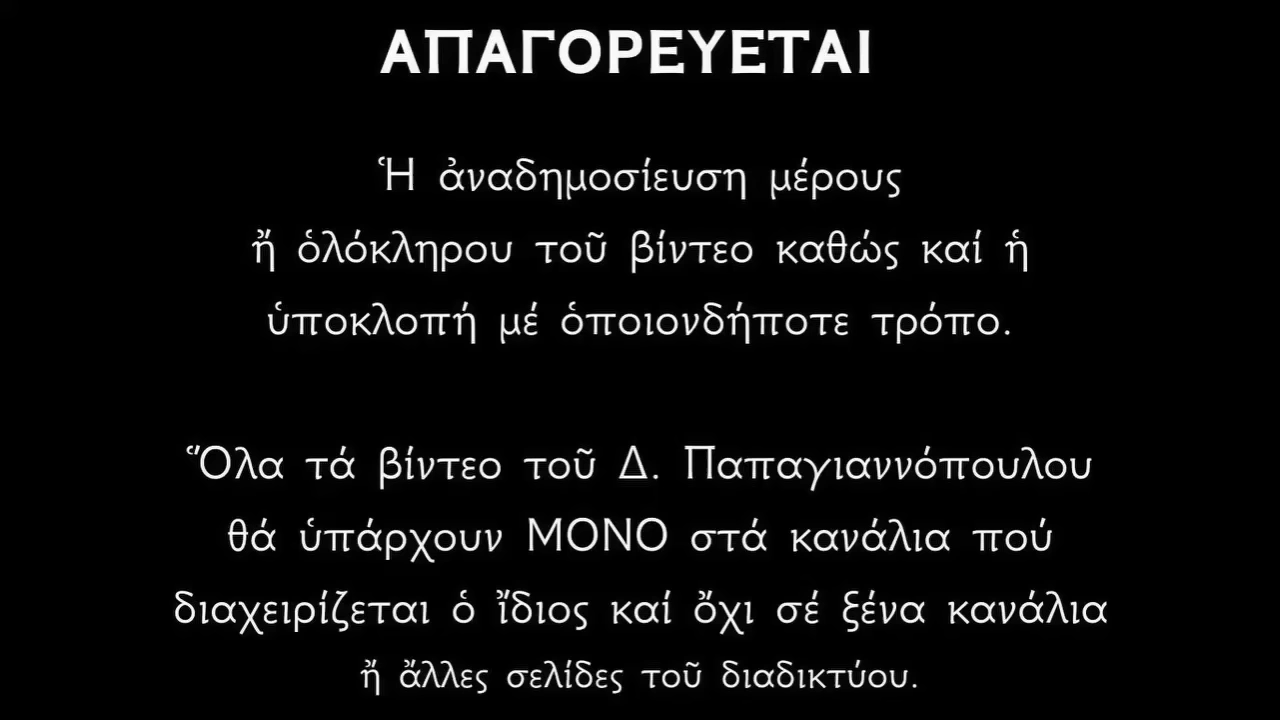 ΑΠΑΓΟΡΕΥΕΤΑΙ
Ἡ ἀναδημοσίευση μέρους
ἤ ὁλόκληρου τοῦ βίντεο καθώς καί ἡ
ὑποκλοπή μέ ὁποιονδήποτε τρόπο.
Ὅλα τά βίντεο τοῦ Δ. Παπαγιαννόπουλου
θά ὑπάρχουν ΜΟΝΟ στά κανάλια πού
διαχειρίζεται ὁ ἴδιος καί ὄχι σέ ξένα κανάλια
ἤ ἄλλες σελίδες τοῦ διαδικτύου.